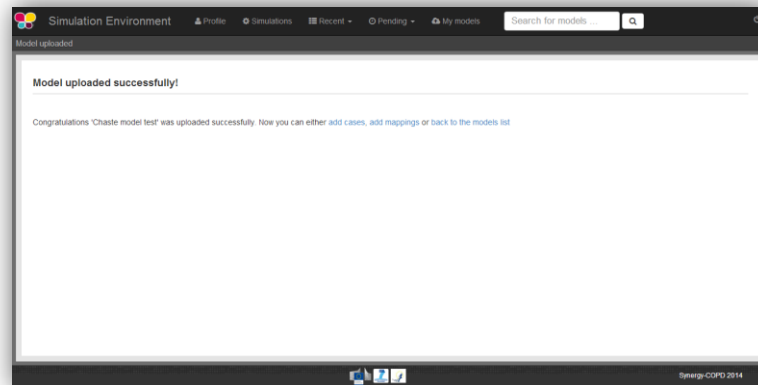 Simulation Environment Profile Simulations Recent Pending My models Search for models ...
Model uploaded
Model uploaded successfully!
Congratulations 'Chaste model test' was uploaded successfully. Now you can either add cases, add mappings or back to the models list
Synergy-COPD 2014